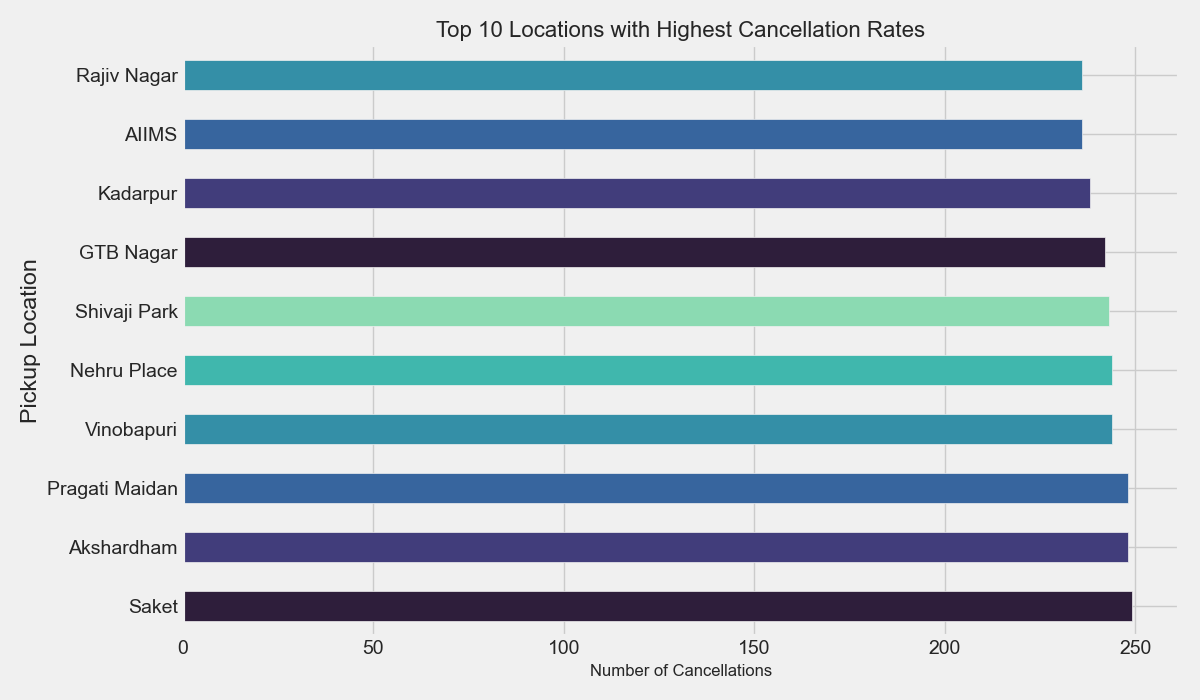 Top 10 Locations with Highest Cancellation Rates
Pickup Location
Rajiv Nagar
AIIMS
Kadarpur
GTB Nagar
Shivaji Park
Nehru Place
Vinobapuri
Pragati Maidan
Akshardham
Saket
0 50 100 150 200 250
Number of Cancellations